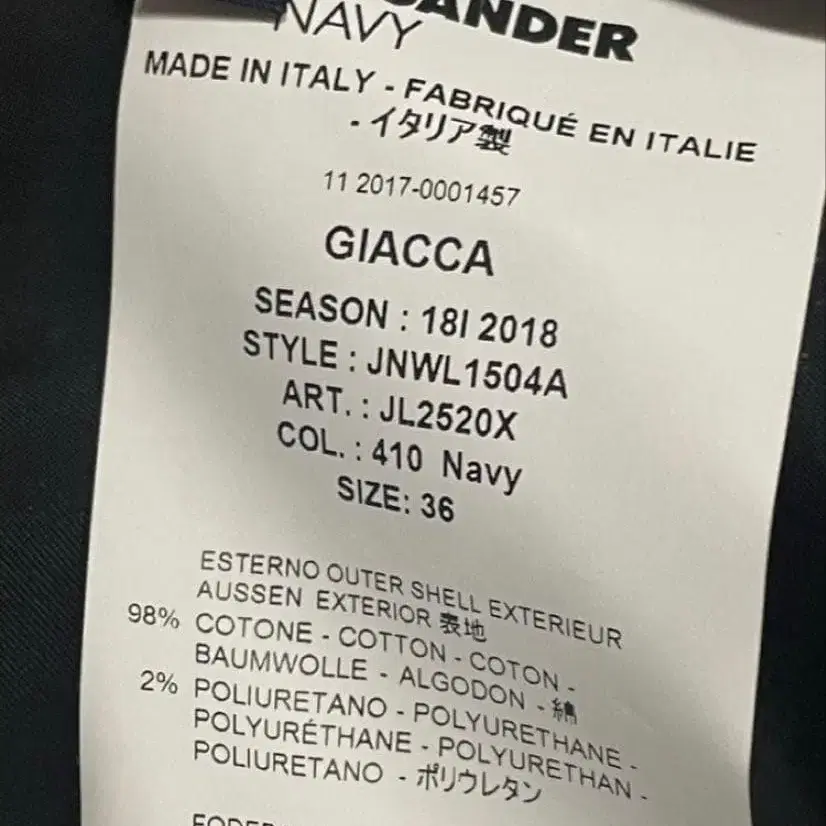 SANDER
NAVY
MADE IN ITALY - FABRIQUÉ EN ITALIE
- イタリア製
11 2017-0001457
GIACCA
SEASON : 18I 2018
STYLE : JNWL1504A
ART. : JL2520X
COL. : 410 Navy
SIZE: 36
ESTERNO OUTER SHELL EXTERIEUR
AUSSEN EXTERIOR 表地
98% COTONE - COTTON - COTON -
BAUMWOLLE - ALGODON - 綿
2% POLIURETANO - POLYURETHANE -
POLYURÉTHANE - POLYURETHAN -
POLIURETANO - ポリウレタン